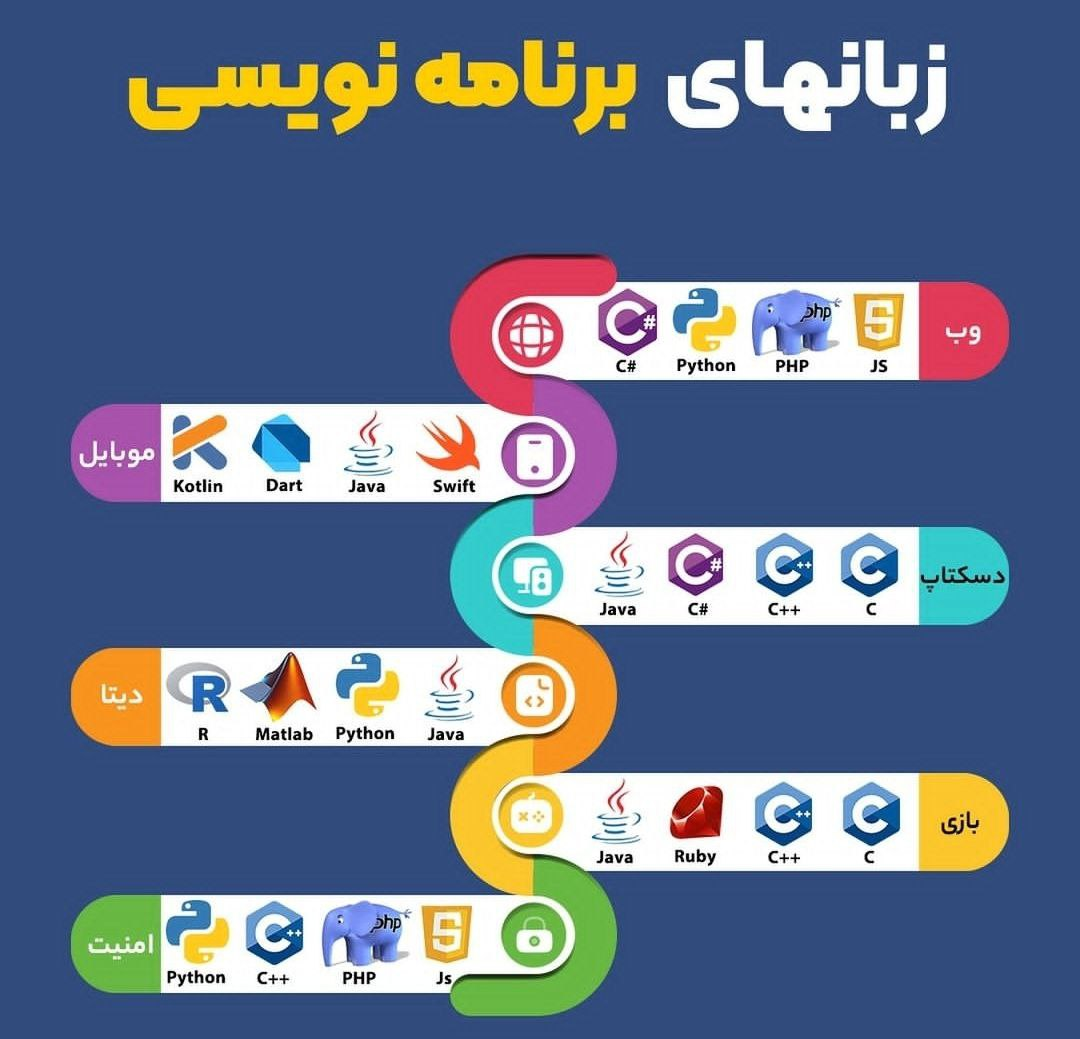 زبانهای برنامه نویسی
وب
C# Python PHP JS
موبایل
Kotlin Dart Java Swift
دسکتاپ
Java C# C++ C
دیتا
R Matlab Python Java
بازی
Java Ruby C++ C
امنیت
Python C++ PHP Js